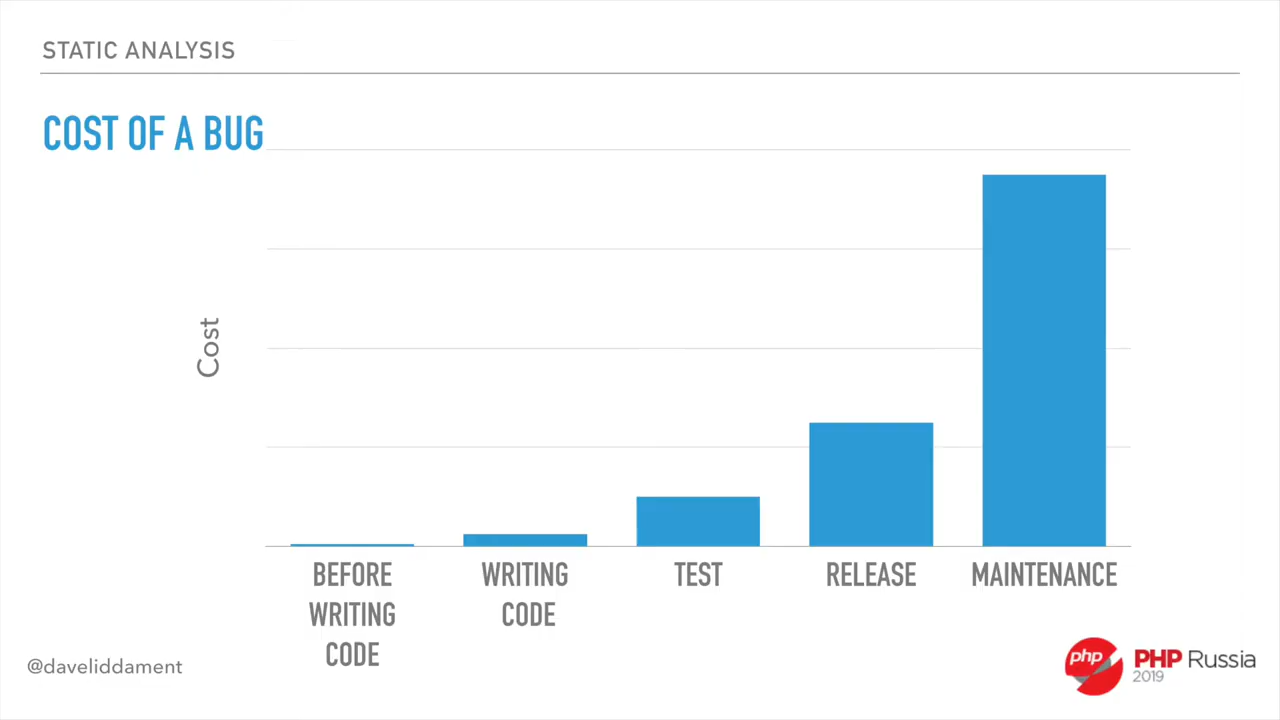 STATIC ANALYSIS
COST OF A BUG
Cost
BEFORE
WRITING
CODE
WRITING
CODE
TEST
RELEASE
MAINTENANCE
@daveliddament
php
PHP Russia
2019